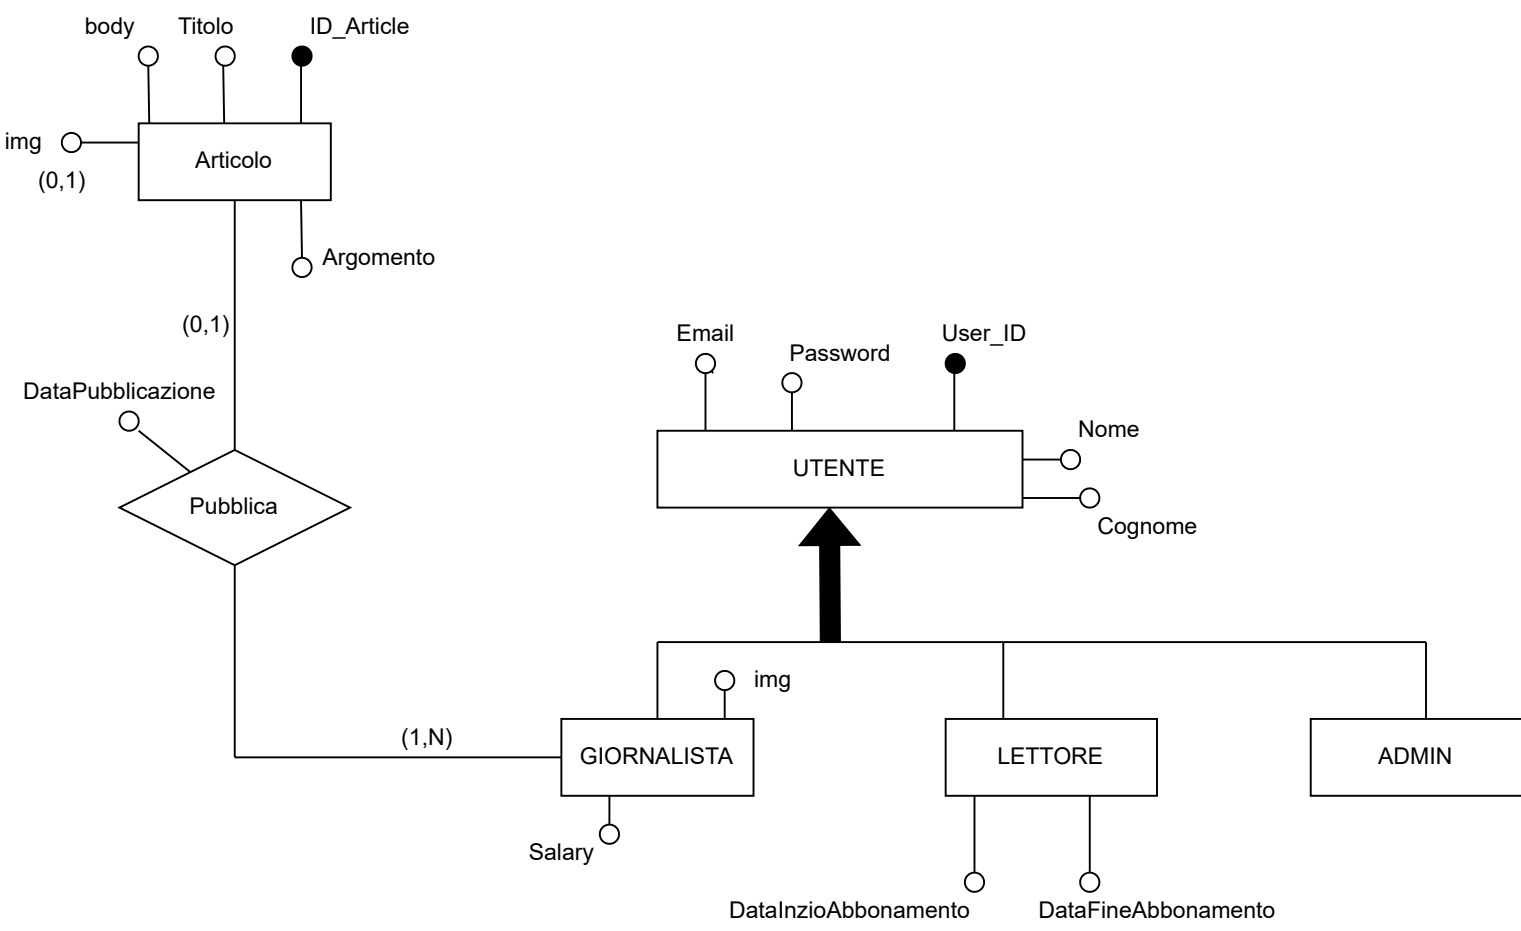 body
Titolo
ID_Article
img
(0,1)
Articolo
Argomento
(0,1)
DataPubblicazione
Pubblica
Email
Password
User_ID
Nome
UTENTE
Cognome
img
(1,N)
GIORNALISTA
LETTORE
ADMIN
Salary
DataInzioAbbonamento
DataFineAbbonamento